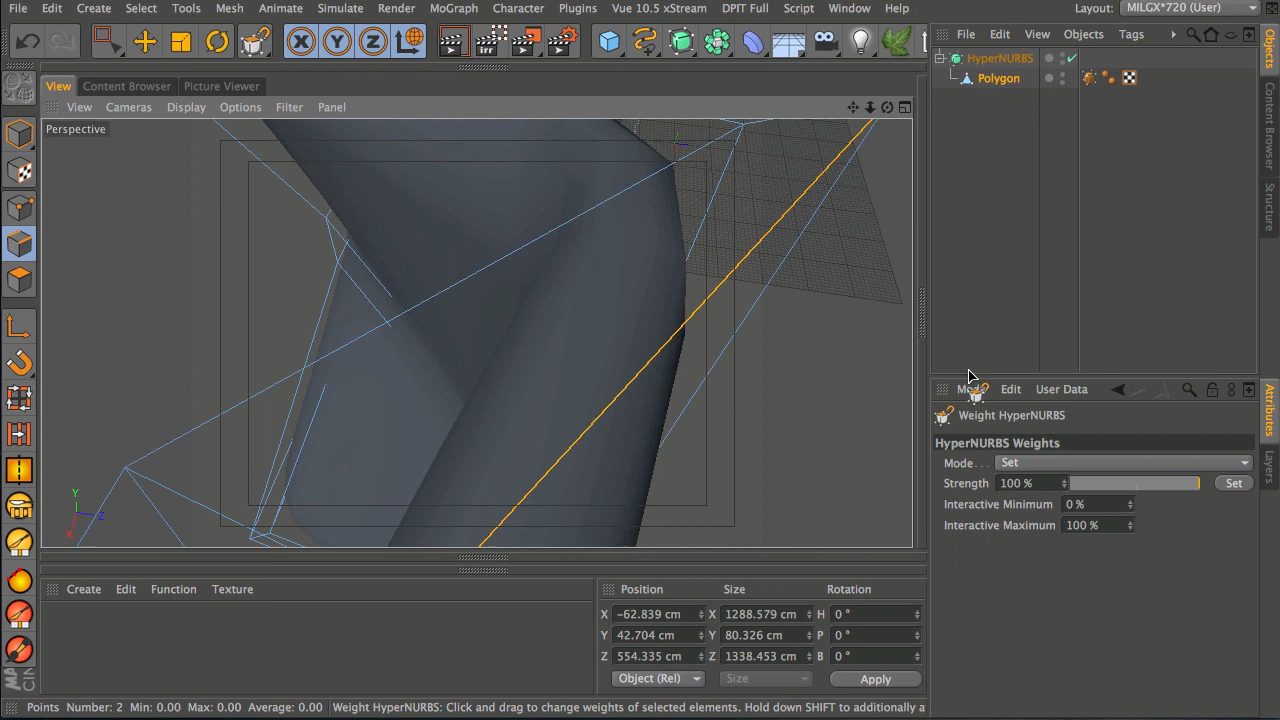 File Edit Create Select Tools Mesh Animate Simulate Render MoGraph Character Plugins Vue 10.5 xStream DPIT Full Script Window Help Layout: MILGX*720 (User)
X Y Z
View Content Browser Picture Viewer
View Cameras Display Options Filter Panel
Perspective
Y
Z
X
File Edit View Objects Tags
HyperNURBS
Polygon
Objects
Content Browser
Structure
Mode Edit User Data
Weight HyperNURBS
HyperNURBS Weights
Mode . . . Set
Strength 100 % Set
Interactive Minimum 0 %
Interactive Maximum 100 %
Attributes
Layers
Create Edit Function Texture
Position Size Rotation
X -62.839 cm X 1288.579 cm H 0 °
Y 42.704 cm Y 80.326 cm P 0 °
Z 554.335 cm Z 1338.453 cm B 0 °
Object (Rel) Size Apply
Points Number: 2 Min: 0.00 Max: 0.00 Average: 0.00 Weight HyperNURBS: Click and drag to change weights of selected elements. Hold down SHIFT to additionally a